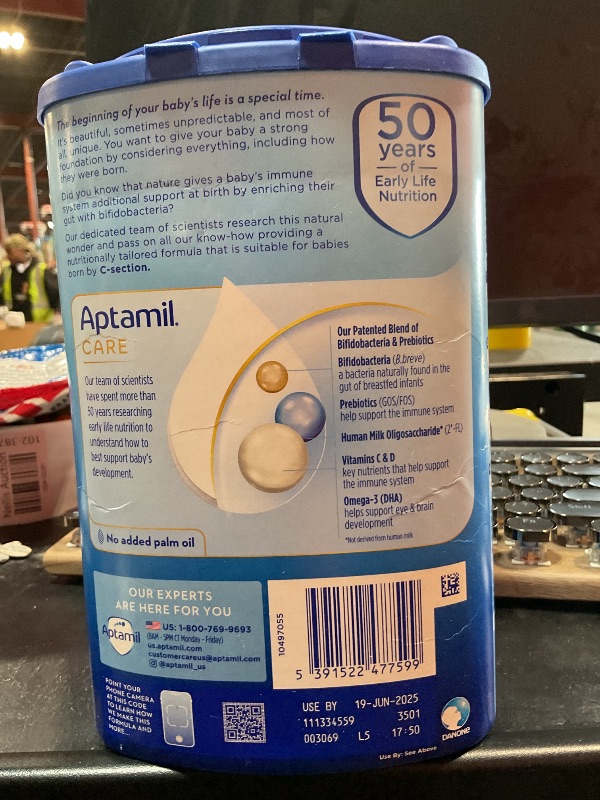 The beginning of your baby's life is a special time.
It's beautiful, sometimes unpredictable, and most of
all, unique. You want to give your baby a strong
foundation by considering everything, including how
they were born.
Did you know that nature gives a baby's immune
system additional support at birth by enriching their
gut with bifidobacteria?
Our dedicated team of scientists research this natural
wonder and pass on all our know-how providing a
nutritionally tailored formula that is suitable for babies
born by C-section.
50
years
of
Early Life
Nutrition
Aptamil.
CARE
Our team of scientists
have spent more than
50 years researching
early life nutrition to
understand how to
best support baby's
development.
No added palm oil
Our Patented Blend of
Bifidobacteria & Prebiotics
Bifidobacteria (B.breve)
a bacteria naturally found in the
gut of breastfed infants
Prebiotics (GOS/FOS)
help support the immune system
Human Milk Oligosaccharide* (2'-FL)
Vitamins C & D
key nutrients that help support
the immune system
Omega-3 (DHA)
helps support eye & brain
development
*Not derived from human milk
OUR EXPERTS
ARE HERE FOR YOU
Aptamil
US: 1-800-769-9693
(8AM - 5PM CT Monday - Friday)
us.aptamil.com
customercareus@aptamil.com
@aptamil_us
10497055
5 391522 477599
POINT YOUR
PHONE CAMERA
AT THIS CODE
TO LEARN HOW
WE MAKE THIS
FORMULA AND
MORE...
USE BY 19-JUN-2025
111334559 3501
003069 L5 17:50
Use By: See Above
DANONE
Nellis Auction